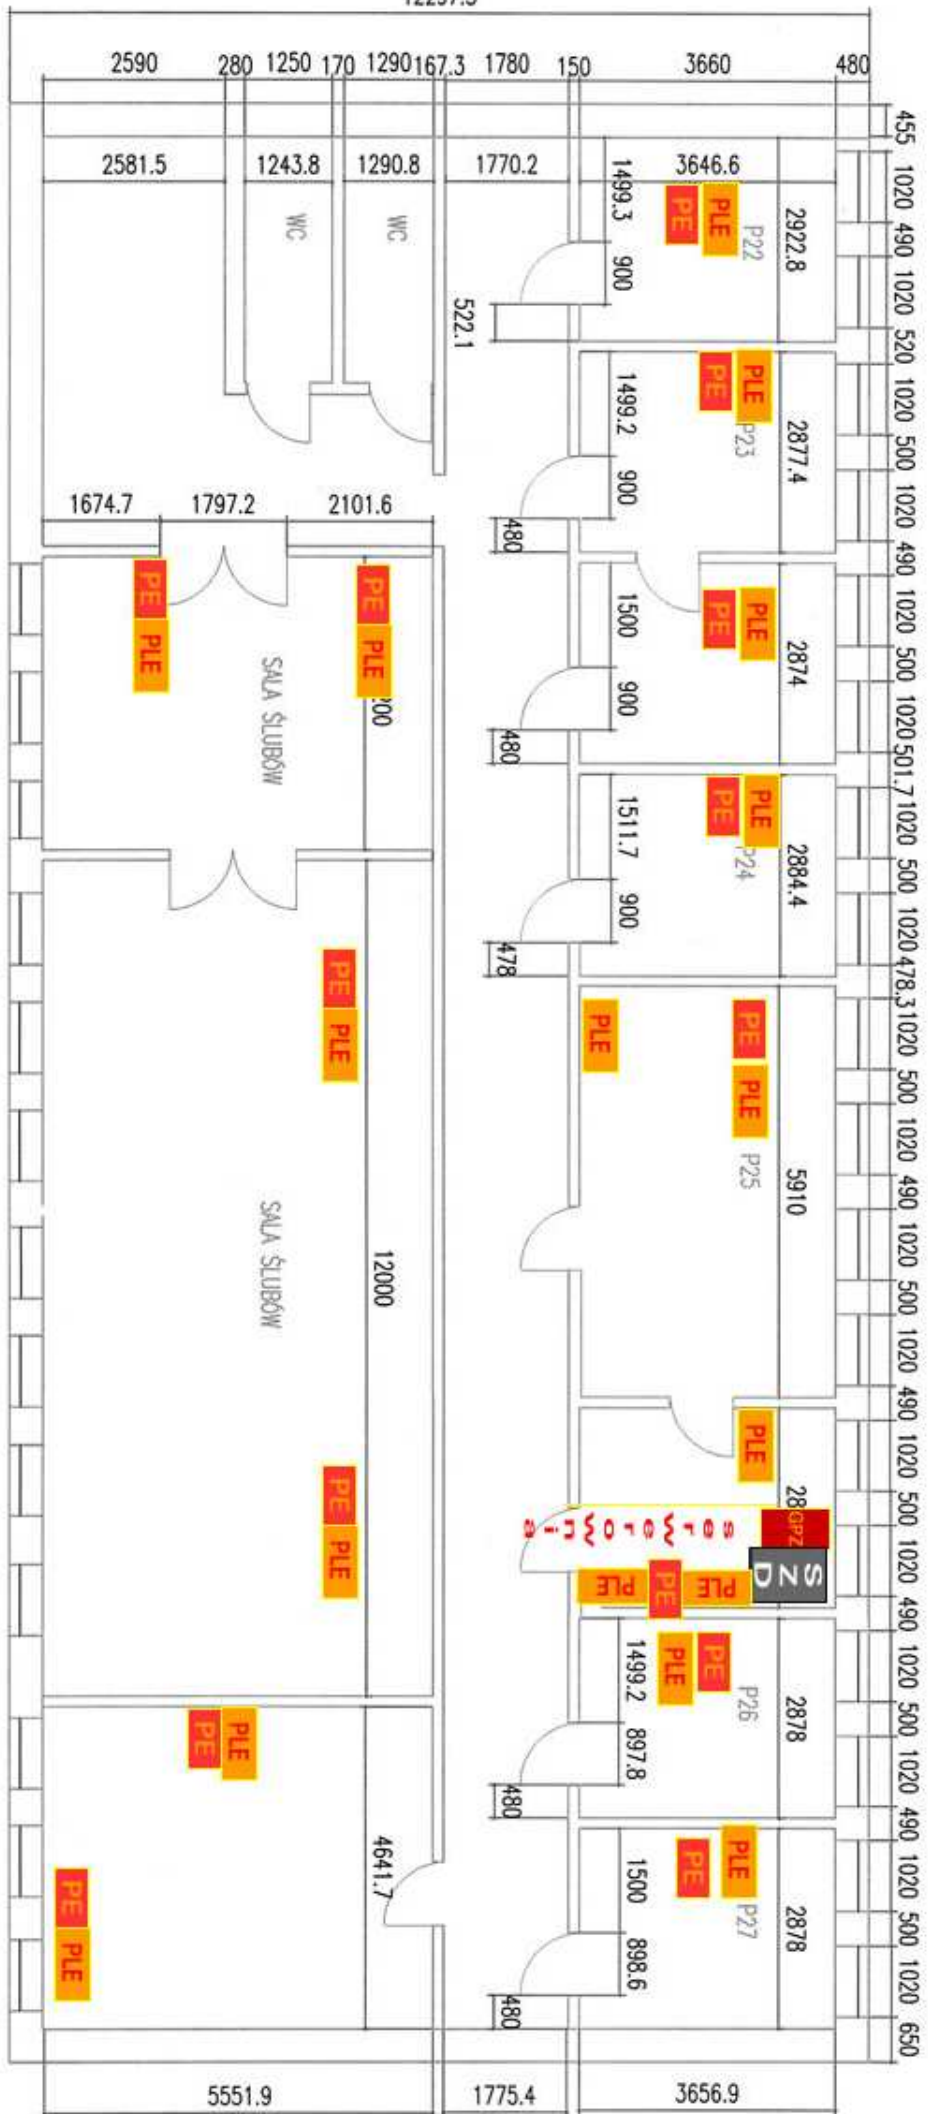 2590 280 1250 170 1290 167.3 1780 150 3660 480
455
2581.5 1243.8 1290.8 1770.2 3646.6
1020 490 1020 520 1020 500 1020 490 1020 500 1020 501.7 1020 500 1020 478.3 1020 500 1020 490 1020 500 1020 490 1020 500 1020 490 1020 500 1020 490 1020 500 1020 650
WC
WC
1499.3 900
522.1
PE PLE
P22
2922.8
1499.2 900
480
PE PLE
P23
2877.4
1674.7 1797.2 2101.6
PE PLE
PE PLE
SALA ŚLUBÓW
1500 900
480
PE PLE
2874
1511.7 900
478
PE PLE
P24
2884.4
PE PLE
SALA ŚLUBÓW
12000
PE PLE
PLE
PE PLE
P25
5910
PLE
GPZ
serwerownia
SZD
PLE PE PLE
1499.2 897.8
480
PLE PE
P26
2878
PE PLE
4641.7
PE PLE
1500 898.6
480
PE PLE
P27
2878
5551.9 1775.4 3656.9